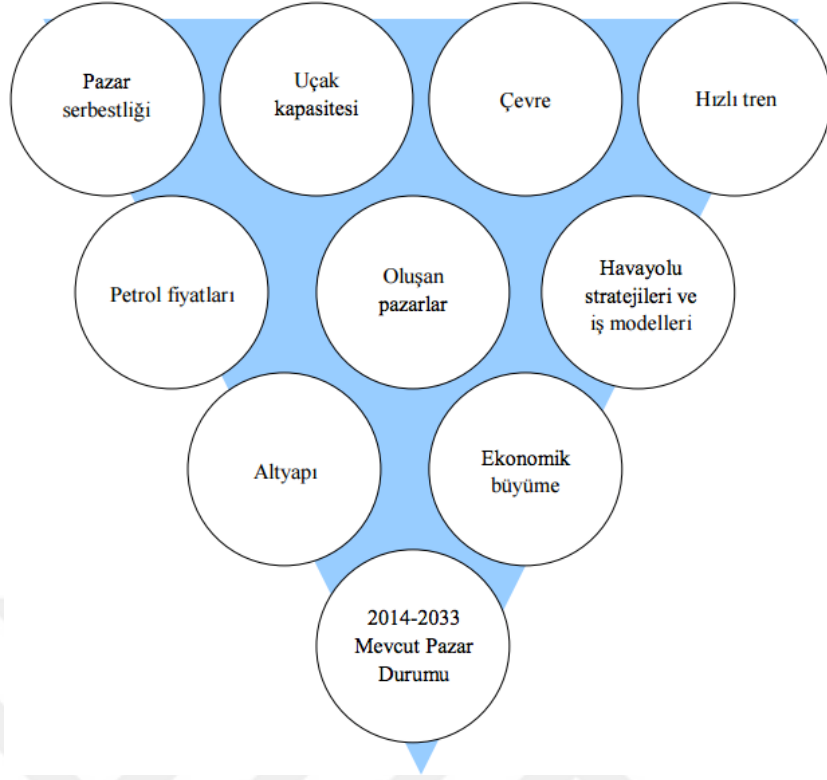 Pazar
serbestliği
Uçak
kapasitesi
Çevre
Hızlı tren
Petrol fiyatları
Oluşan
pazarlar
Havayolu
stratejileri ve
iş modelleri
Altyapı
Ekonomik
büyüme
2014-2033
Mevcut Pazar
Durumu